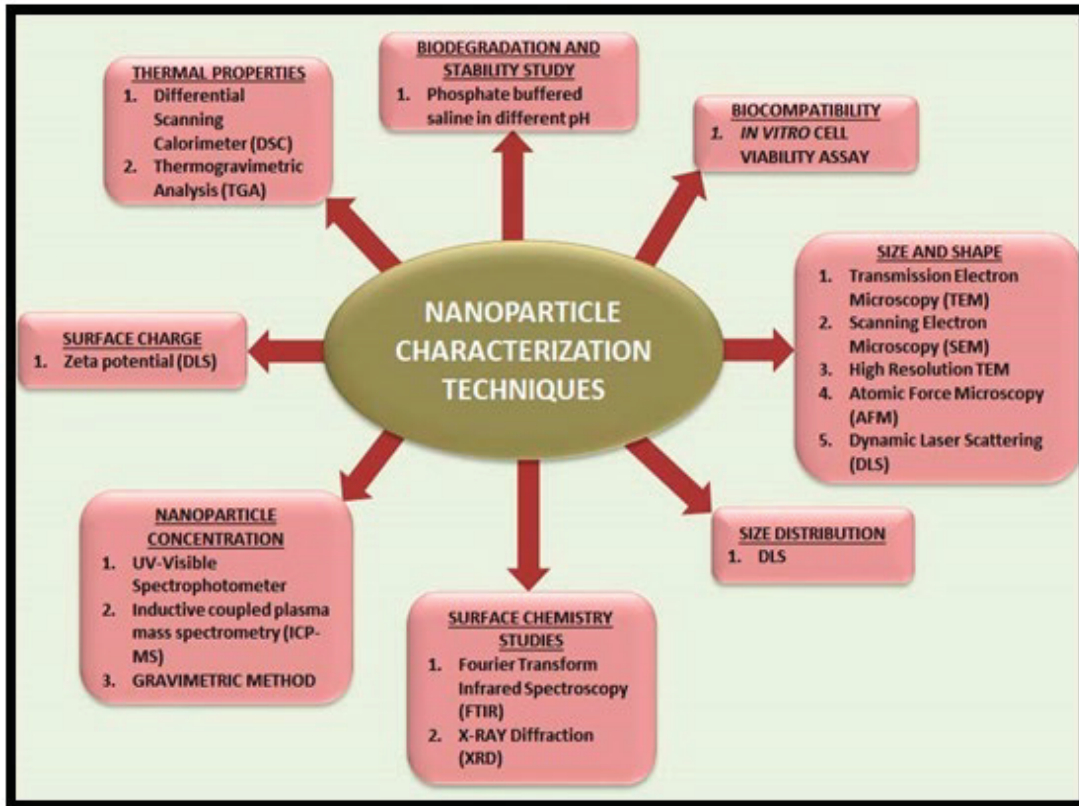 THERMAL PROPERTIES
1. Differential
Scanning
Calorimeter (DSC)
2. Thermogravimetric
Analysis (TGA)
BIODEGRADATION AND
STABILITY STUDY
1. Phosphate buffered
saline in different pH
BIOCOMPATIBILITY
1. IN VITRO CELL
VIABILITY ASSAY
NANOPARTICLE
CHARACTERIZATION
TECHNIQUES
SIZE AND SHAPE
1. Transmission Electron
Microscopy (TEM)
2. Scanning Electron
Microscopy (SEM)
3. High Resolution TEM
4. Atomic Force Microscopy
(AFM)
5. Dynamic Laser Scattering
(DLS)
SURFACE CHARGE
1. Zeta potential (DLS)
NANOPARTICLE
CONCENTRATION
1. UV-Visible
Spectrophotometer
2. Inductive coupled plasma
mass spectrometry (ICP-
MS)
3. GRAVIMETRIC METHOD
SURFACE CHEMISTRY
STUDIES
1. Fourier Transform
Infrared Spectroscopy
(FTIR)
2. X-RAY Diffraction
(XRD)
SIZE DISTRIBUTION
1. DLS